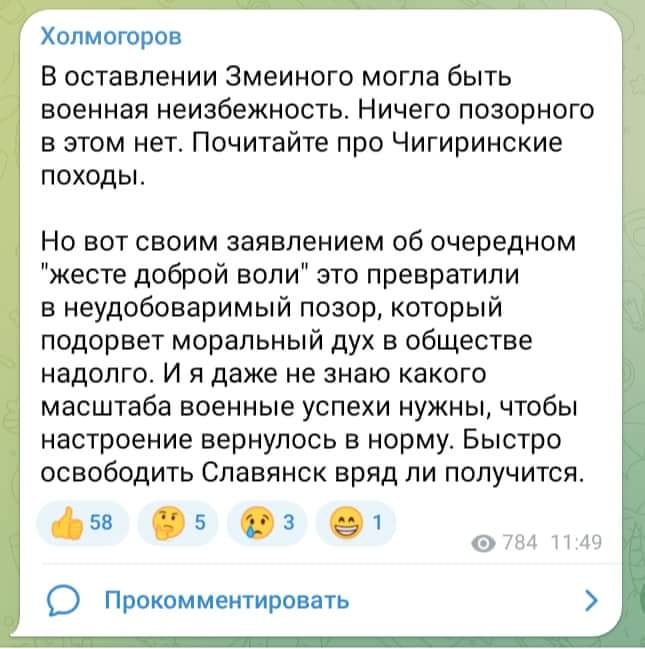 Холмогоров
В оставлении Змеиного могла быть
военная неизбежность. Ничего позорного
в этом нет. Почитайте про Чигиринские
походы.
Но вот своим заявлением об очередном
"жесте доброй воли" это превратили
в неудобоваримый позор, который
подорвет моральный дух в обществе
надолго. И я даже не знаю какого
масштаба военные успехи нужны, чтобы
настроение вернулось в норму. Быстро
освободить Славянск вряд ли получится.
58 5 3 1
784 11:49
Прокомментировать